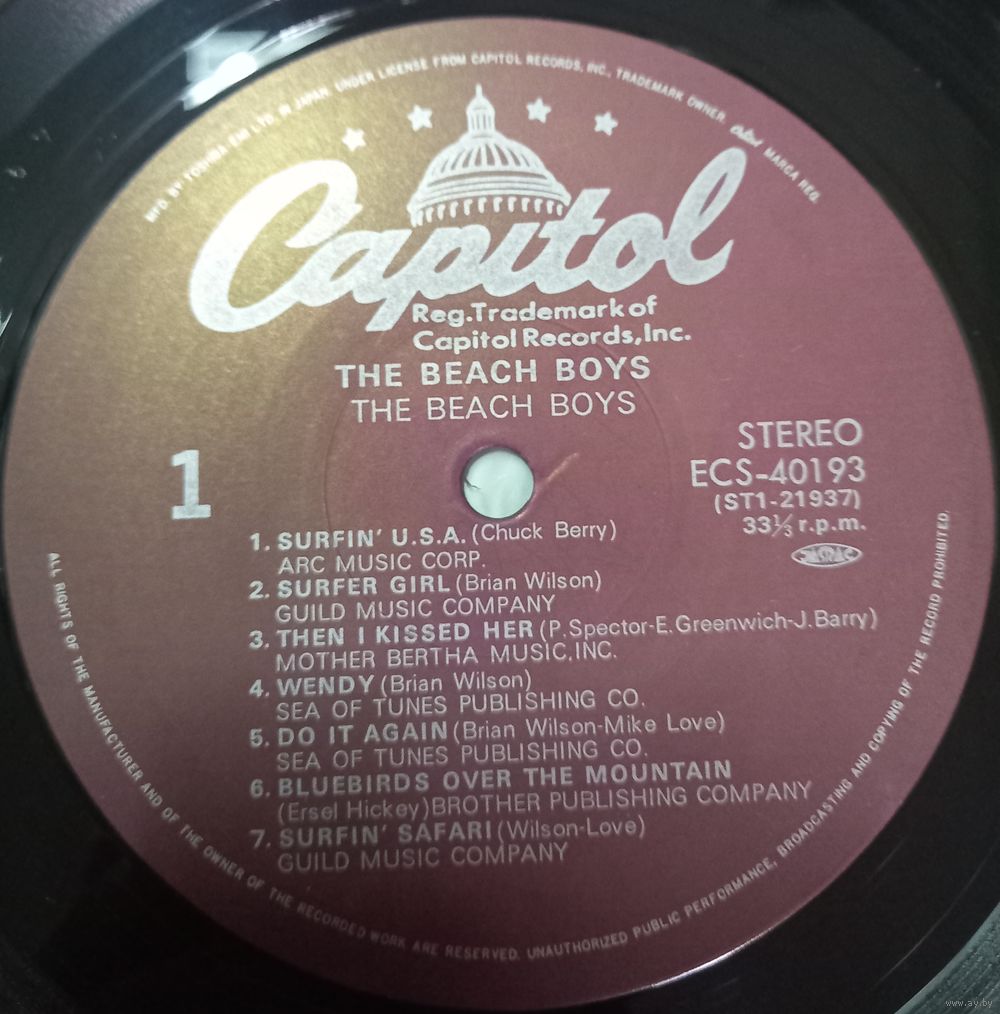 MFD. BY TOSHIBA EMI LTD. IN JAPAN. UNDER LICENSE FROM CAPITOL RECORDS, INC., TRADEMARK OWNER. Capitol MARCA REG.
Capitol
Reg.Trademark of
Capitol Records,Inc.
THE BEACH BOYS
THE BEACH BOYS
STEREO
1
ECS-40193
(ST1-21937)
33⅓ r.p.m.
JASRAC
1. SURFIN' U.S.A. (Chuck Berry)
ARC MUSIC CORP.
2. SURFER GIRL (Brian Wilson)
GUILD MUSIC COMPANY
3. THEN I KISSED HER (P.Spector-E.Greenwich-J.Barry)
MOTHER BERTHA MUSIC,INC.
4. WENDY (Brian Wilson)
SEA OF TUNES PUBLISHING CO.
5. DO IT AGAIN (Brian Wilson-Mike Love)
SEA OF TUNES PUBLISHING CO.
6. BLUEBIRDS OVER THE MOUNTAIN
(Ersel Hickey) BROTHER PUBLISHING COMPANY
7. SURFIN' SAFARI (Wilson-Love)
GUILD MUSIC COMPANY
ALL RIGHTS OF THE MANUFACTURER AND OF THE OWNER OF THE RECORDED WORK ARE RESERVED. UNAUTHORIZED PUBLIC PERFORMANCE, BROADCASTING AND COPYING OF THE RECORD PROHIBITED.
www.ay.by